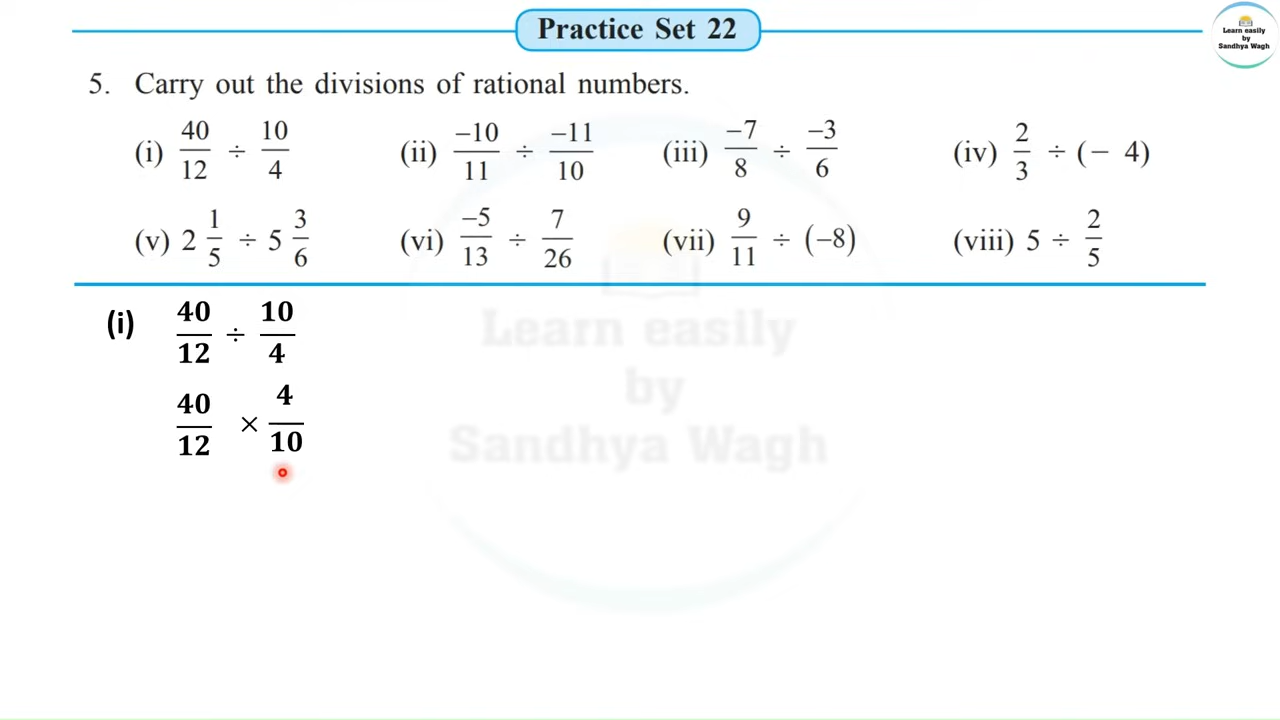 Practice Set 22
Learn easily
by
Sandhya Wagh
5. Carry out the divisions of rational numbers.
(i) 40/12 ÷ 10/4 (ii) −10/11 ÷ −11/10 (iii) −7/8 ÷ −3/6 (iv) 2/3 ÷ (− 4)
(v) 2 1/5 ÷ 5 3/6 (vi) −5/13 ÷ 7/26 (vii) 9/11 ÷ (−8) (viii) 5 ÷ 2/5
(i) 40/12 ÷ 10/4
40/12 × 4/10
Learn easily
by
Sandhya Wagh